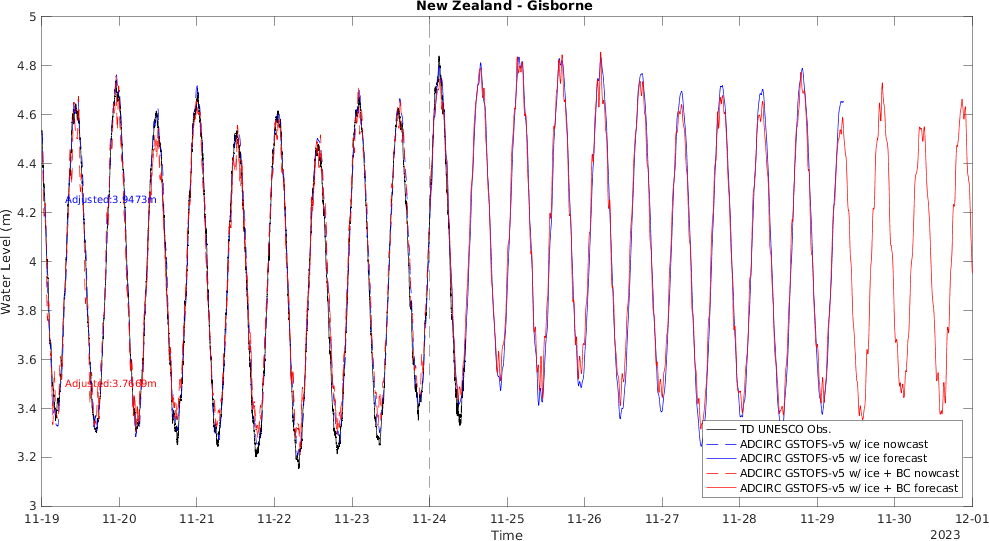 New Zealand - Gisborne
5
4.8
4.6
4.4
4.2
4
3.8
3.6
3.4
3.2
3
Water Level (m)
Adjusted:3.9473m
Adjusted:3.7669m
TD UNESCO Obs.
ADCIRC GSTOFS-v5 w/ ice nowcast
ADCIRC GSTOFS-v5 w/ ice forecast
ADCIRC GSTOFS-v5 w/ ice + BC nowcast
ADCIRC GSTOFS-v5 w/ ice + BC forecast
11-19 11-20 11-21 11-22 11-23 11-24 11-25 11-26 11-27 11-28 11-29 11-30 12-01
Time
2023